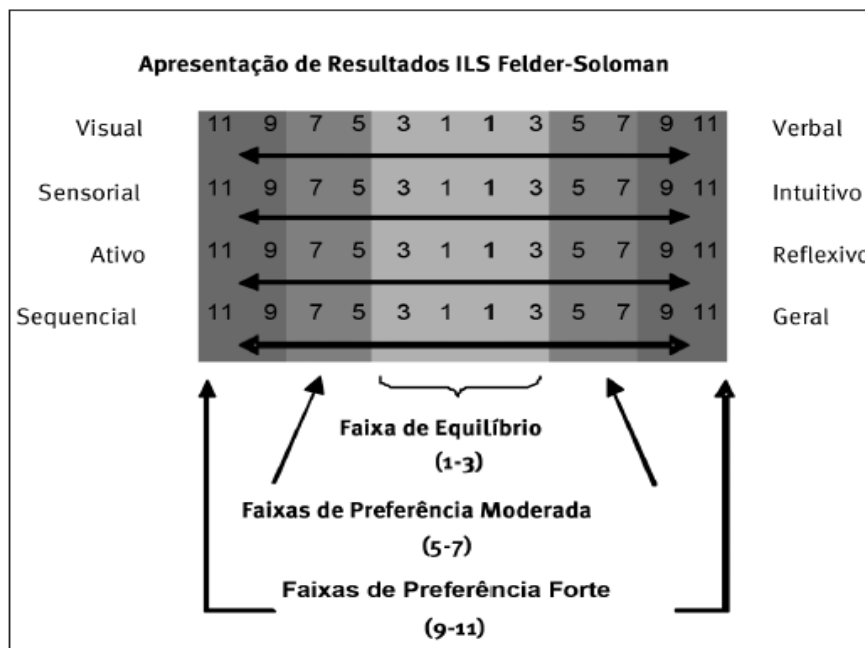 Apresentação de Resultados ILS Felder-Soloman
Visual 11 9 7 5 3 1 1 3 5 7 9 11 Verbal
Sensorial 11 9 7 5 3 1 1 3 5 7 9 11 Intuitivo
Ativo 11 9 7 5 3 1 1 3 5 7 9 11 Reflexivo
Sequencial 11 9 7 5 3 1 1 3 5 7 9 11 Geral
Faixa de Equilíbrio
(1-3)
Faixas de Preferência Moderada
(5-7)
Faixas de Preferência Forte
(9-11)